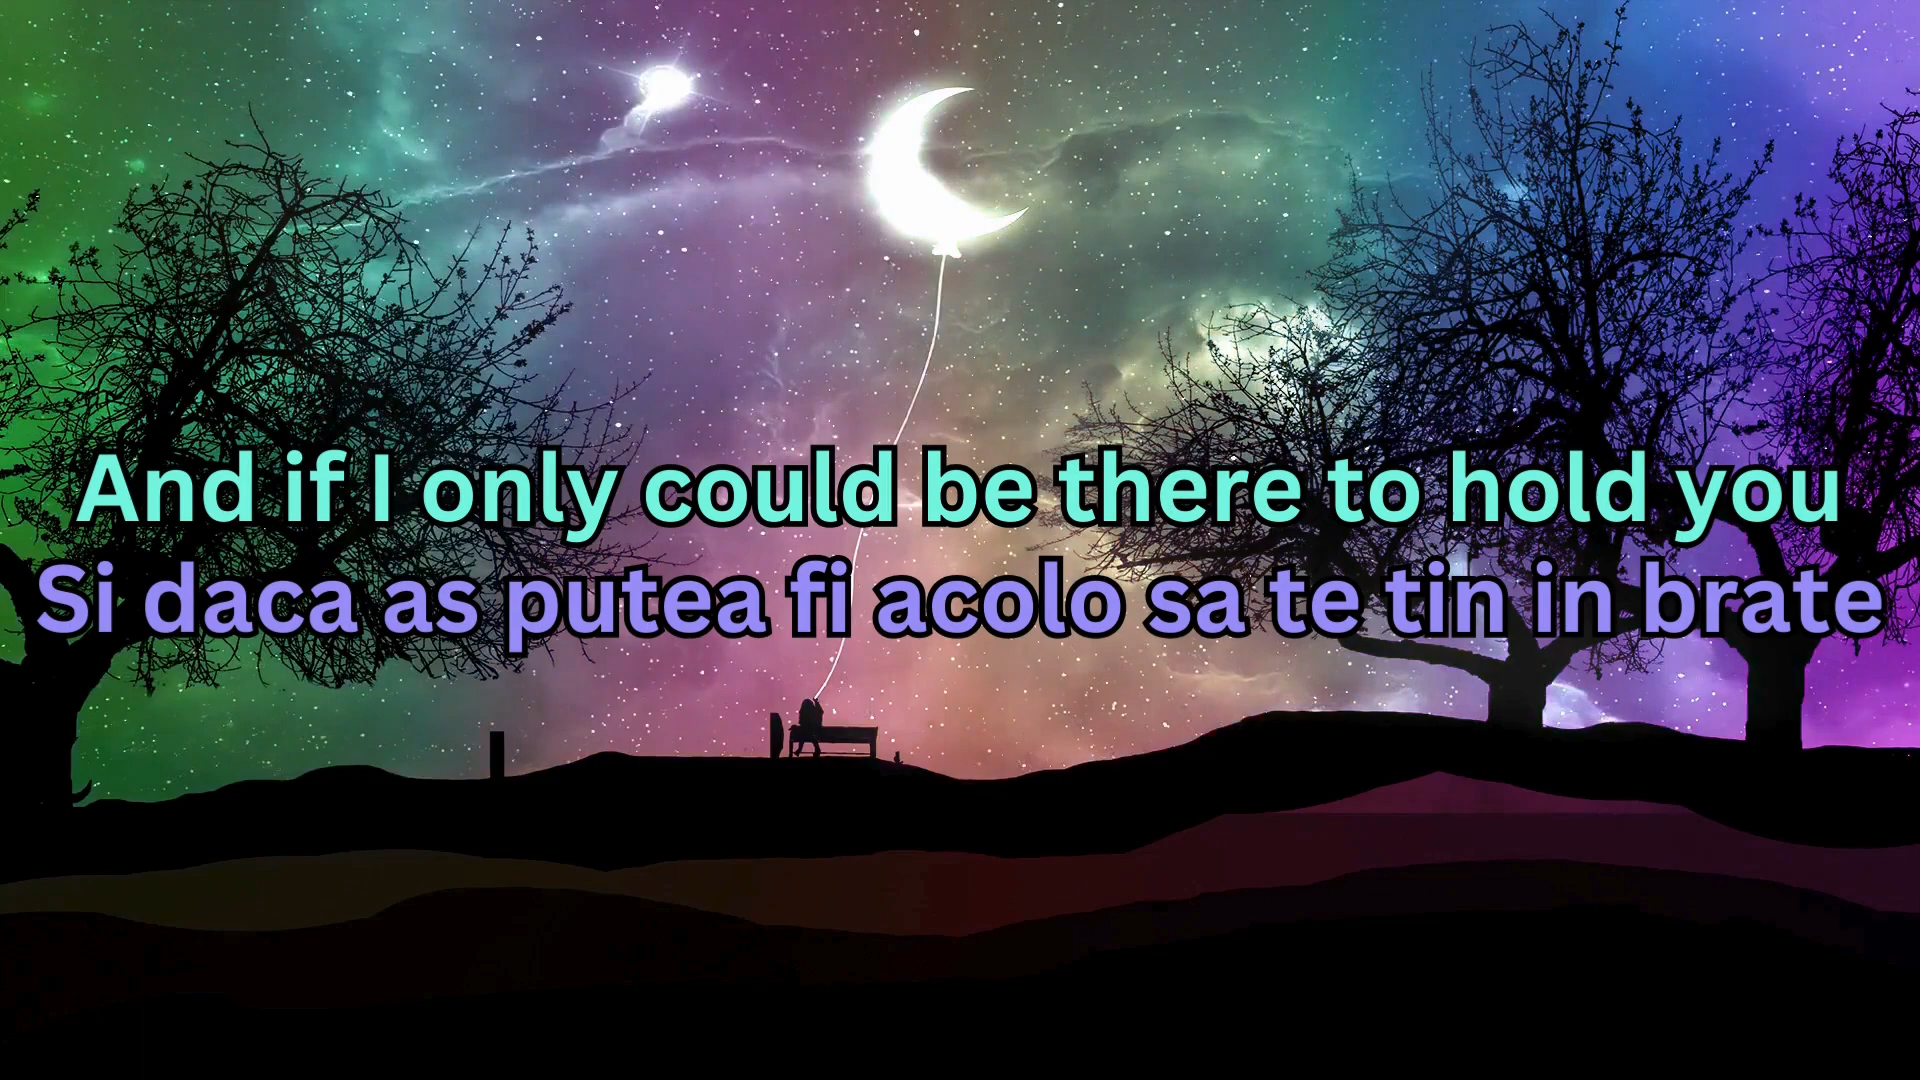 And if I only could be there to hold you
Si daca as putea fi acolo sa te tin in brate